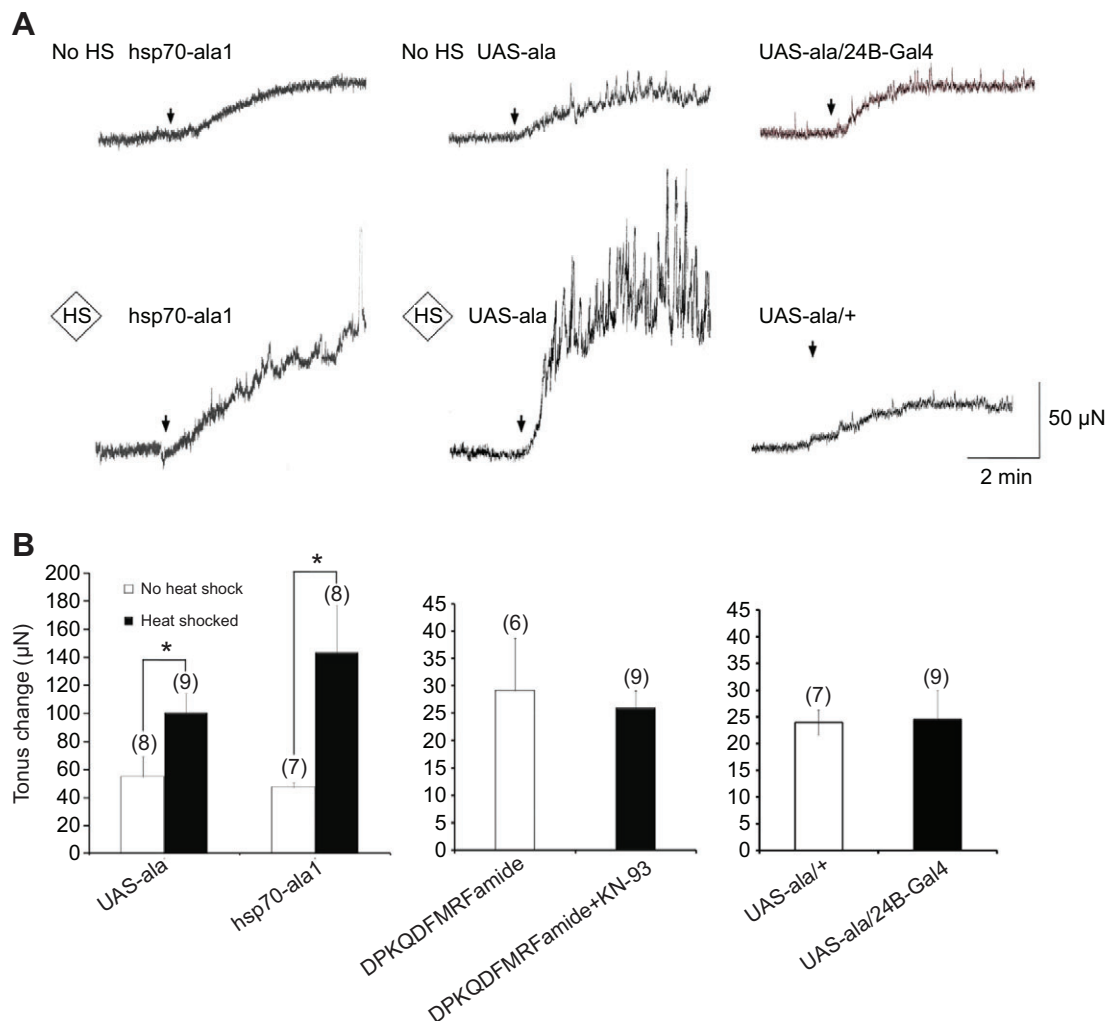 A
No HS hsp70-ala1
No HS UAS-ala
UAS-ala/24B-Gal4
HS hsp70-ala1
HS UAS-ala
UAS-ala/+
50 µN
2 min
B
Tonus change (µN)
200
180
160
140
120
100
80
60
40
20
0
No heat shock
Heat shocked
*
*
(8)
(9)
(7)
(8)
UAS-ala
hsp70-ala1
45
40
35
30
25
20
15
10
5
0
(6)
(9)
DPKQDFMRFamide
DPKQDFMRFamide+KN-93
45
40
35
30
25
20
15
10
5
0
(7)
(9)
UAS-ala/+
UAS-ala/24B-Gal4